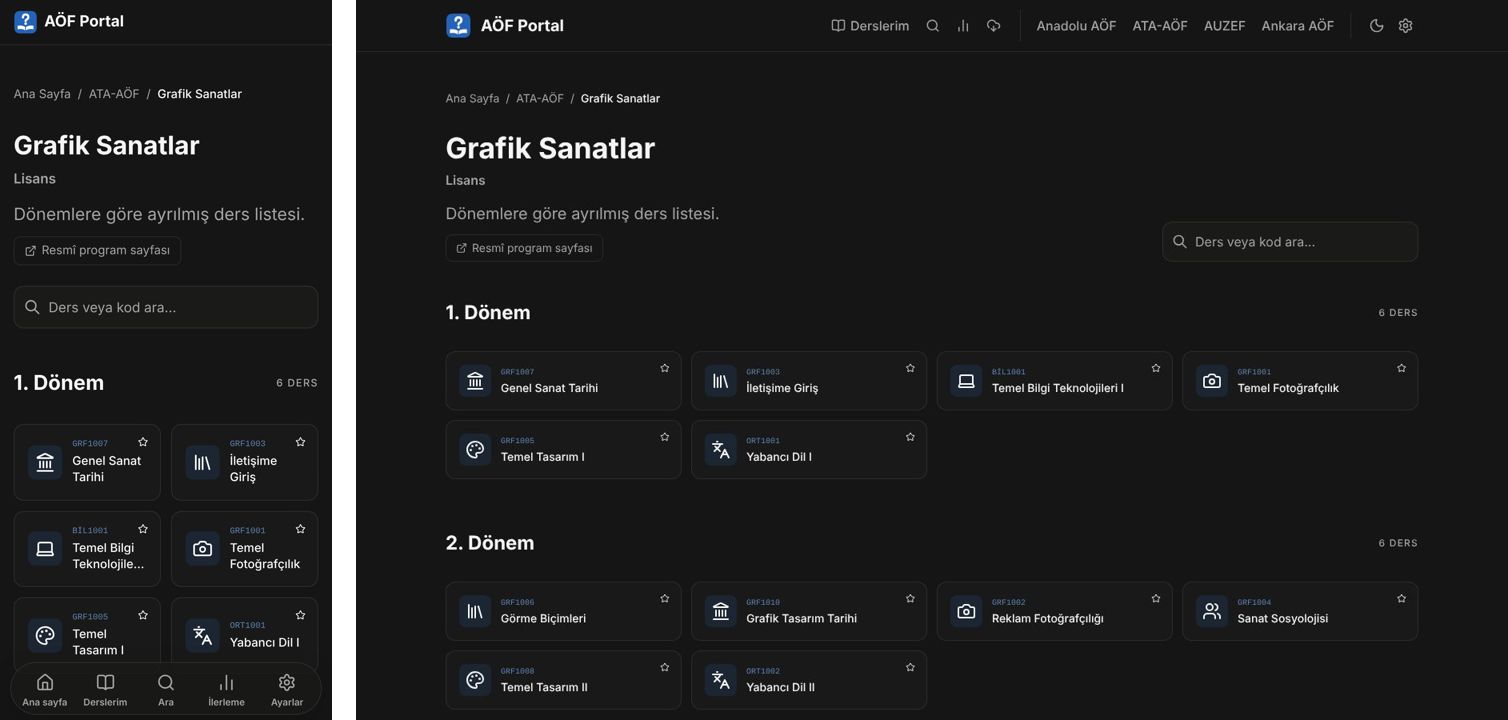 AÖF Portal
Ana Sayfa / ATA-AÖF / Grafik Sanatlar
Grafik Sanatlar
Lisans
Dönemlere göre ayrılmış ders listesi.
Resmî program sayfası
Ders veya kod ara...
1. Dönem
6 DERS
GRF1007
Genel Sanat
Tarihi
GRF1003
İletişime
Giriş
BİL1001
Temel Bilgi
Teknolojile...
GRF1001
Temel
Fotoğrafçılık
GRF1005
Temel
Tasarım I
ORT1001
Yabancı Dil I
Ana sayfa
Derslerim
Ara
İlerleme
Ayarlar
AÖF Portal
Derslerim
Anadolu AÖF
ATA-AÖF
AUZEF
Ankara AÖF
Ana Sayfa / ATA-AÖF / Grafik Sanatlar
Grafik Sanatlar
Lisans
Dönemlere göre ayrılmış ders listesi.
Resmî program sayfası
Ders veya kod ara...
1. Dönem
6 DERS
GRF1007
Genel Sanat Tarihi
GRF1003
İletişime Giriş
BİL1001
Temel Bilgi Teknolojileri I
GRF1001
Temel Fotoğrafçılık
GRF1005
Temel Tasarım I
ORT1001
Yabancı Dil I
2. Dönem
6 DERS
GRF1006
Görme Biçimleri
GRF1010
Grafik Tasarım Tarihi
GRF1002
Reklam Fotoğrafçılığı
GRF1004
Sanat Sosyolojisi
GRF1008
Temel Tasarım II
ORT1002
Yabancı Dil II